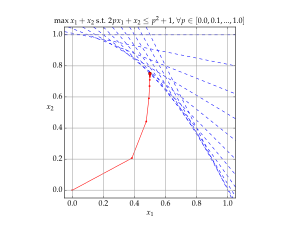 max x₁ + x₂ s.t. 2px₁ + x₂ ≤ p² + 1, ∀p ∈ [0.0, 0.1, ..., 1.0]
1.0
0.8
0.6
0.4
0.2
0.0
x₂
0.0 0.2 0.4 0.6 0.8 1.0
x₁